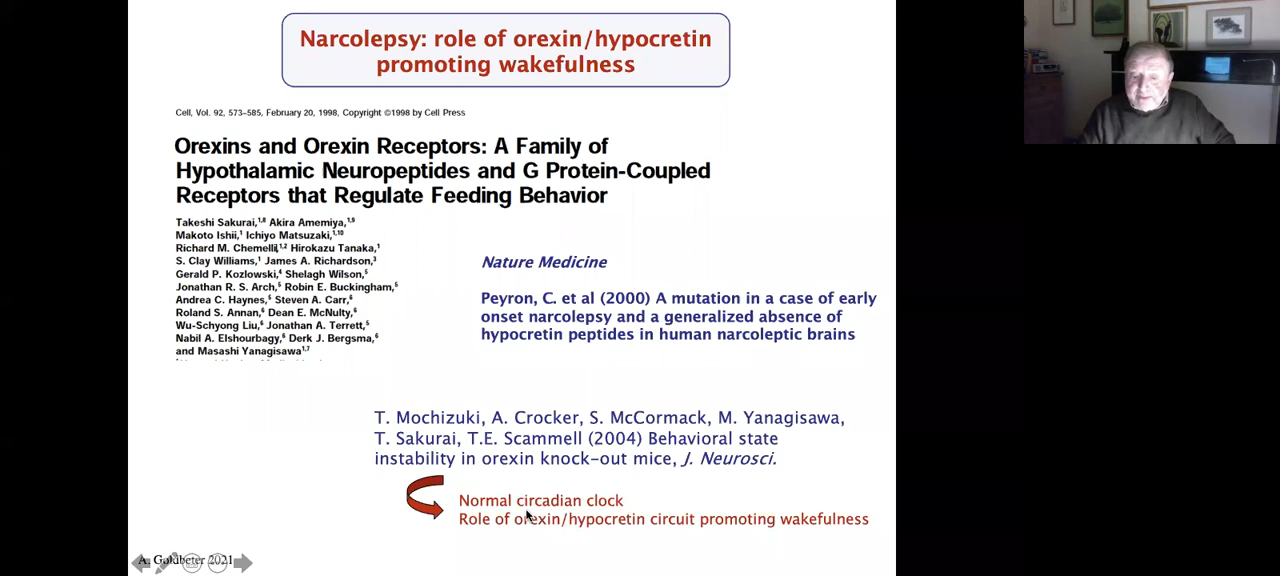 Narcolepsy: role of orexin/hypocretin
promoting wakefulness
Cell, Vol. 92, 573–585, February 20, 1998, Copyright ©1998 by Cell Press
Orexins and Orexin Receptors: A Family of
Hypothalamic Neuropeptides and G Protein-Coupled
Receptors that Regulate Feeding Behavior
Takeshi Sakurai,1,8 Akira Amemiya,1,9
Makoto Ishii,1 Ichiyo Matsuzaki,1,10
Richard M. Chemelli,1,2 Hirokazu Tanaka,1
S. Clay Williams,1 James A. Richardson,3
Gerald P. Kozlowski,4 Shelagh Wilson,5
Jonathan R. S. Arch,5 Robin E. Buckingham,5
Andrea C. Haynes,5 Steven A. Carr,6
Roland S. Annan,6 Dean E. McNulty,6
Wu-Schyong Liu,6 Jonathan A. Terrett,5
Nabil A. Elshourbagy,6 Derk J. Bergsma,6
and Masashi Yanagisawa1,7
Nature Medicine
Peyron, C. et al (2000) A mutation in a case of early
onset narcolepsy and a generalized absence of
hypocretin peptides in human narcoleptic brains
T. Mochizuki, A. Crocker, S. McCormack, M. Yanagisawa,
T. Sakurai, T.E. Scammell (2004) Behavioral state
instability in orexin knock-out mice, J. Neurosci.
Normal circadian clock
Role of orexin/hypocretin circuit promoting wakefulness
A. Goldbeter 2021